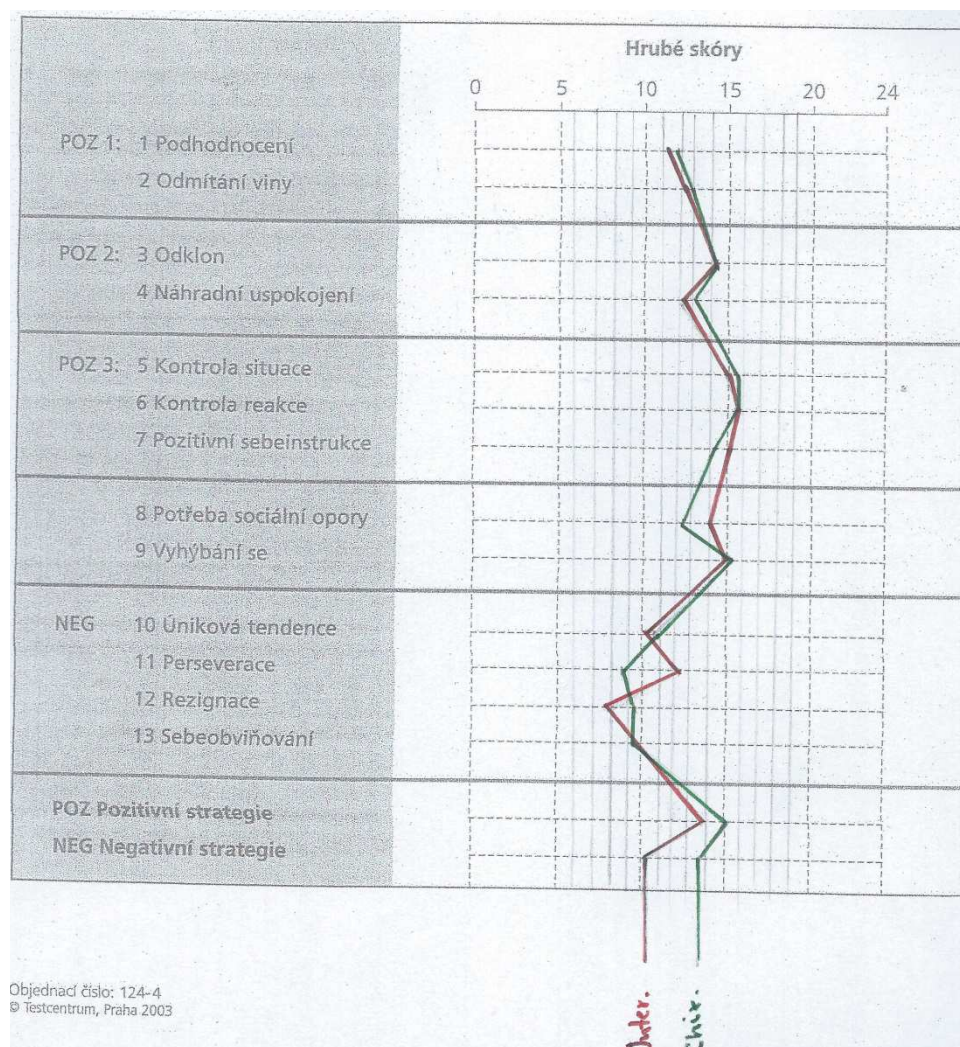 Hrubé skóry
0 5 10 15 20 24
POZ 1: 1 Podhodnocení
2 Odmítání viny
POZ 2: 3 Odklon
4 Náhradní uspokojení
POZ 3: 5 Kontrola situace
6 Kontrola reakce
7 Pozitivní sebeinstrukce
8 Potřeba sociální opory
9 Vyhýbání se
NEG 10 Úniková tendence
11 Perseverace
12 Rezignace
13 Sebeobviňování
POZ Pozitivní strategie
NEG Negativní strategie
Objednací číslo: 124-4
© Testcentrum, Praha 2003
Inter.
Chir.